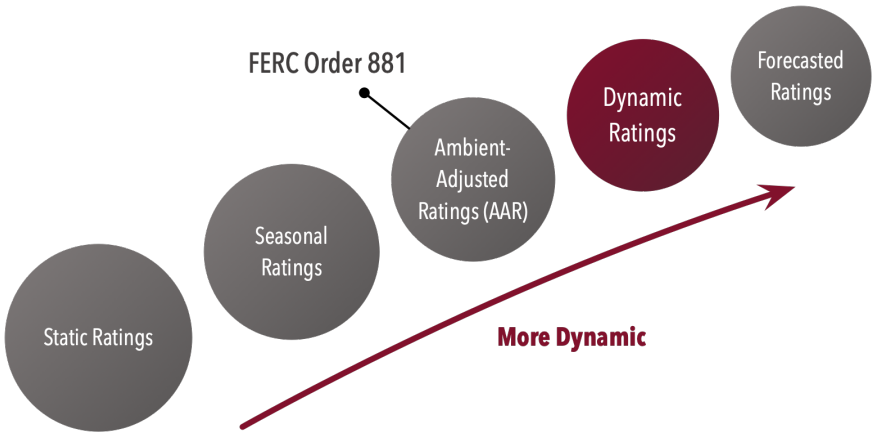 FERC Order 881
Forecasted
Ratings
Dynamic
Ratings
Ambient-
Adjusted
Ratings (AAR)
Seasonal
Ratings
Static Ratings
More Dynamic